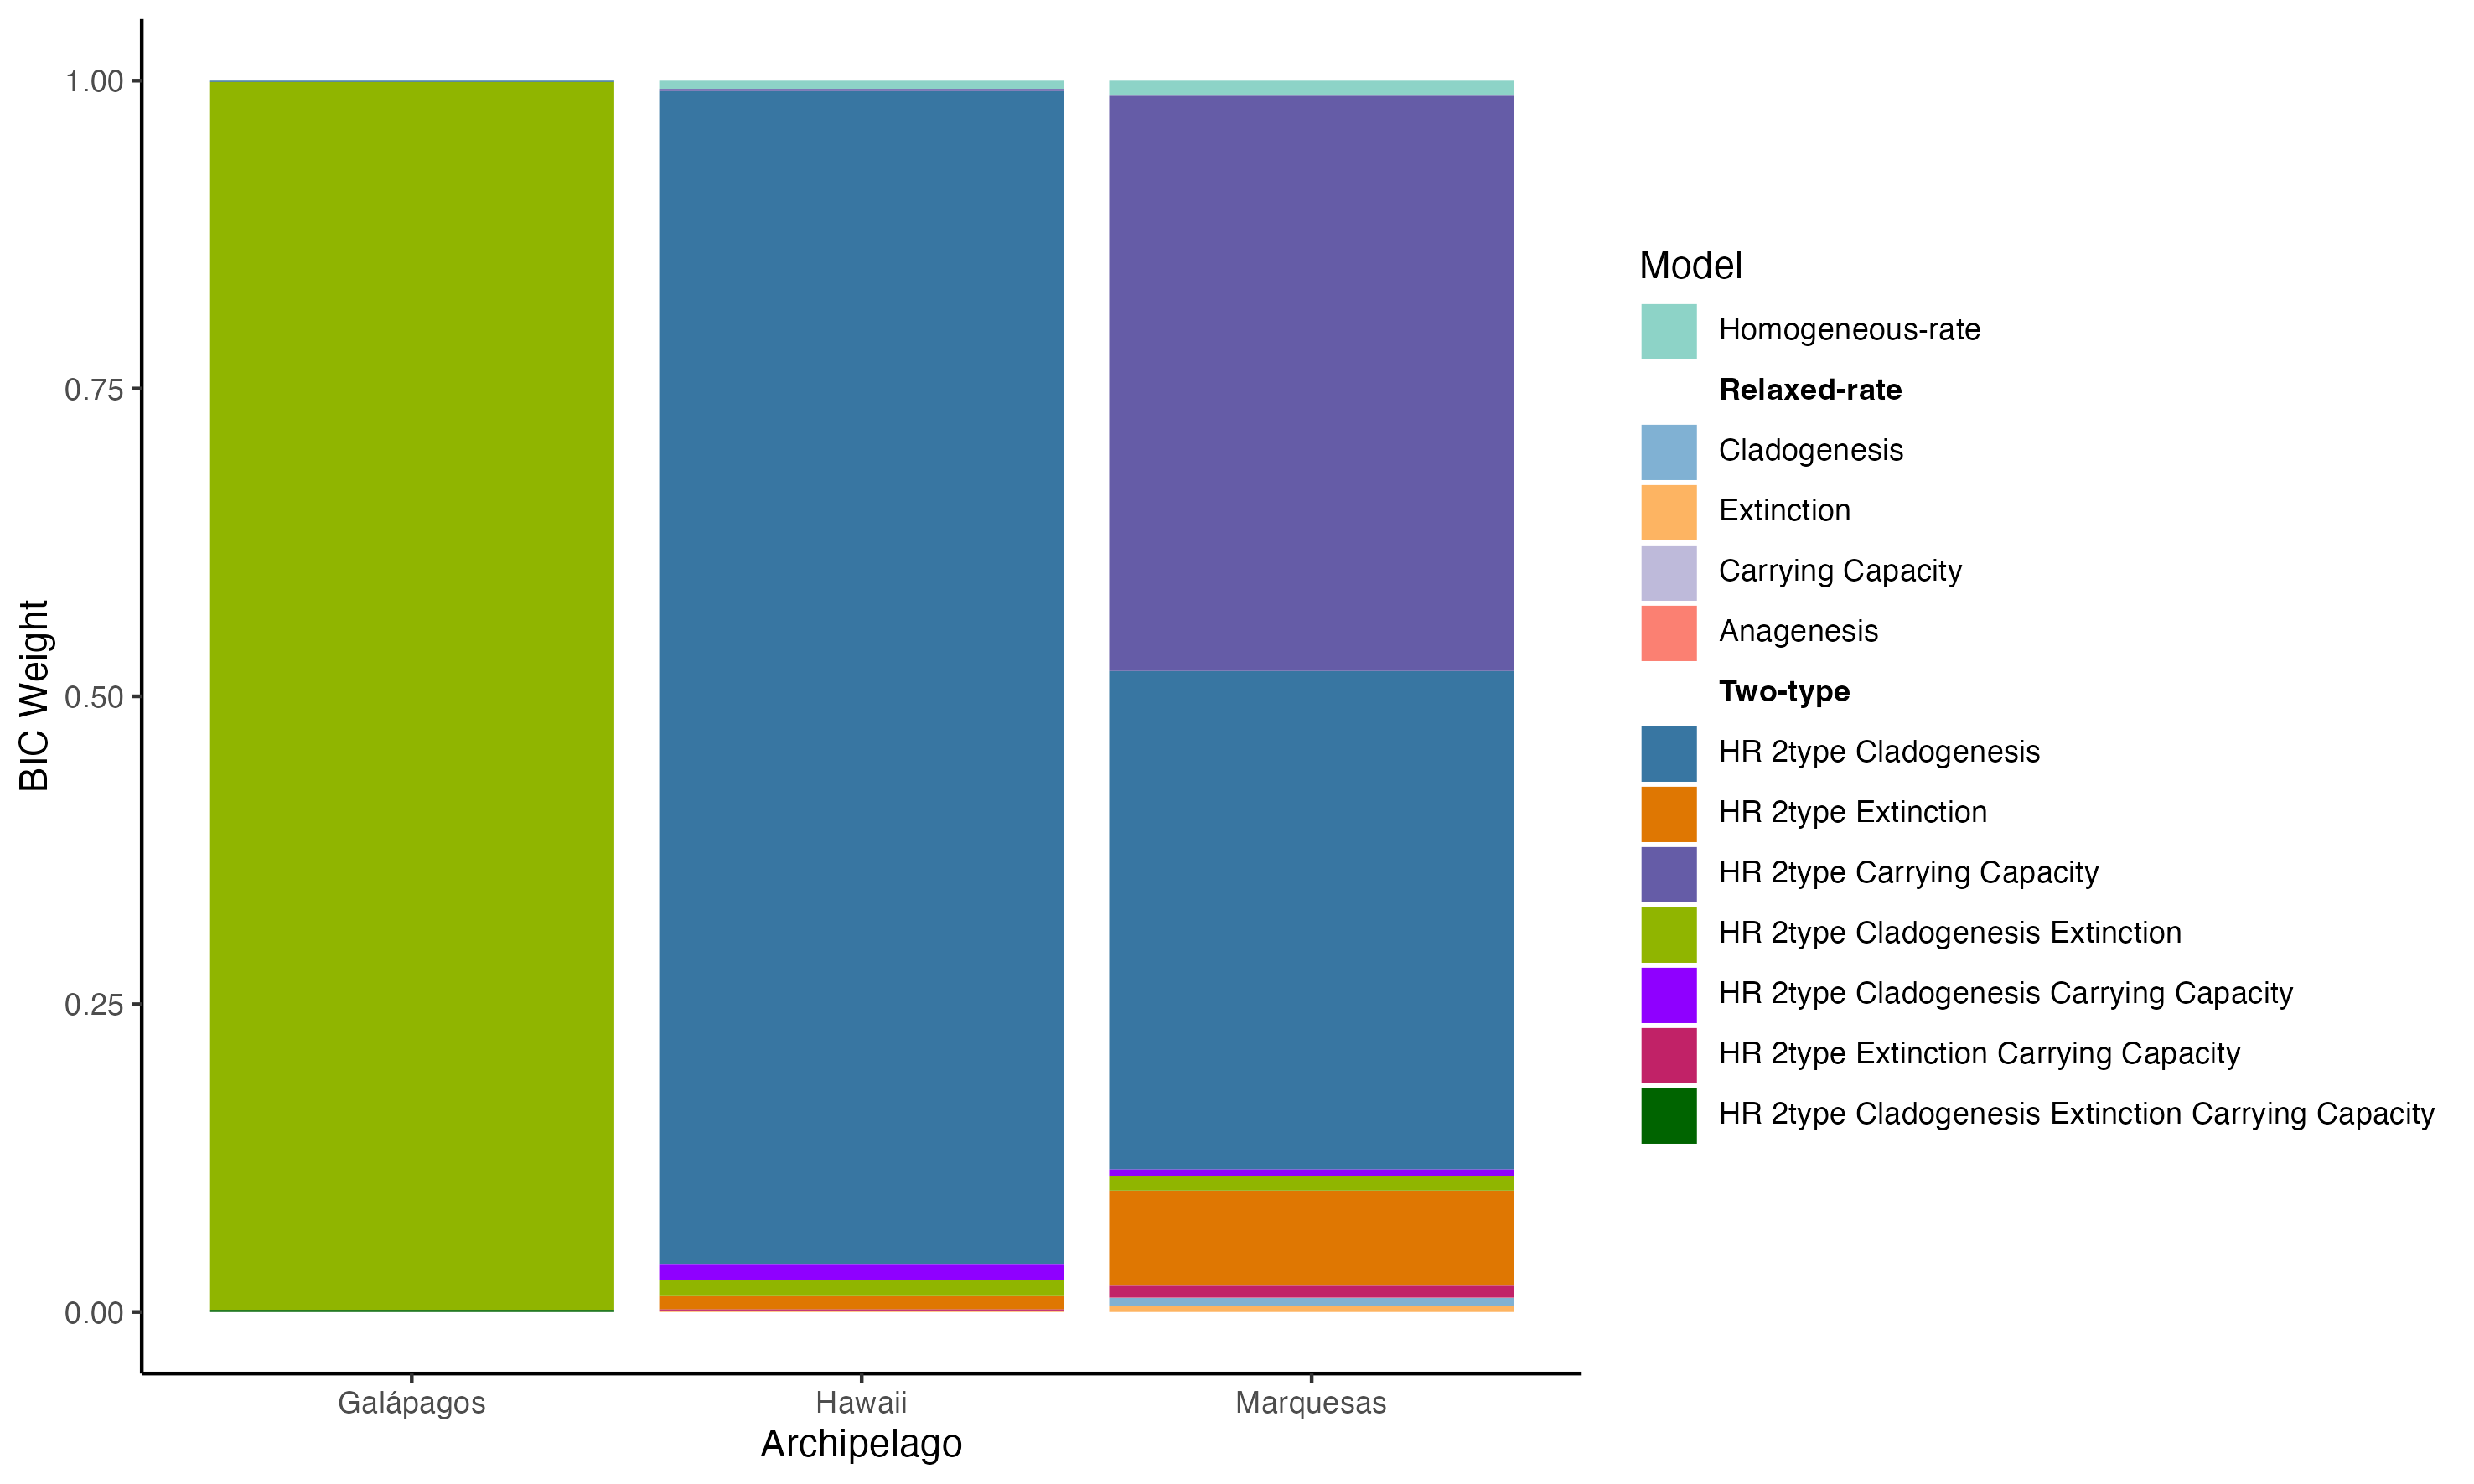 BIC Weight
1.00
0.75
0.50
0.25
0.00
Galápagos
Hawaii
Marquesas
Archipelago
Model
Homogeneous-rate
Relaxed-rate
Cladogenesis
Extinction
Carrying Capacity
Anagenesis
Two-type
HR 2type Cladogenesis
HR 2type Extinction
HR 2type Carrying Capacity
HR 2type Cladogenesis Extinction
HR 2type Cladogenesis Carrying Capacity
HR 2type Extinction Carrying Capacity
HR 2type Cladogenesis Extinction Carrying Capacity